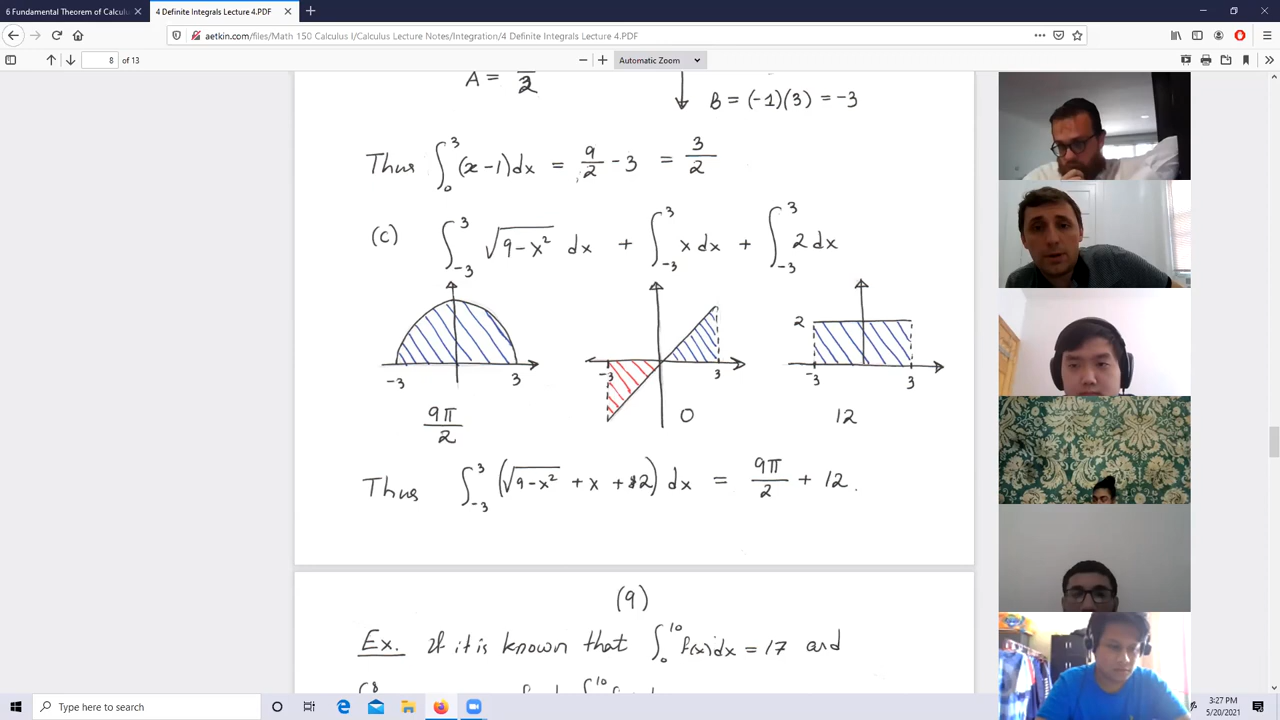 6 Fundamental Theorem of Calculu
4 Definite Integrals Lecture 4.PDF
aetkin.com/files/Math 150 Calculus I/Calculus Lecture Notes/Integration/4 Definite Integrals Lecture 4.PDF
8 of 13
Automatic Zoom
A = /2
B = (-1)(3) = -3
Thus ∫₀³ (x-1)dx = 9/2 - 3 = 3/2
(c) ∫₋₃³ √(9-x²) dx + ∫₋₃³ x dx + ∫₋₃³ 2 dx
2
-3 3 -3 3 -3 3
9π/2 0 12
Thus ∫₋₃³ (√(9-x²) + x + 2) dx = 9π/2 + 12.
(9)
Ex. If it is known that ∫₀¹⁰ f(x)dx = 17 and
Type here to search
3:27 PM
5/20/2021